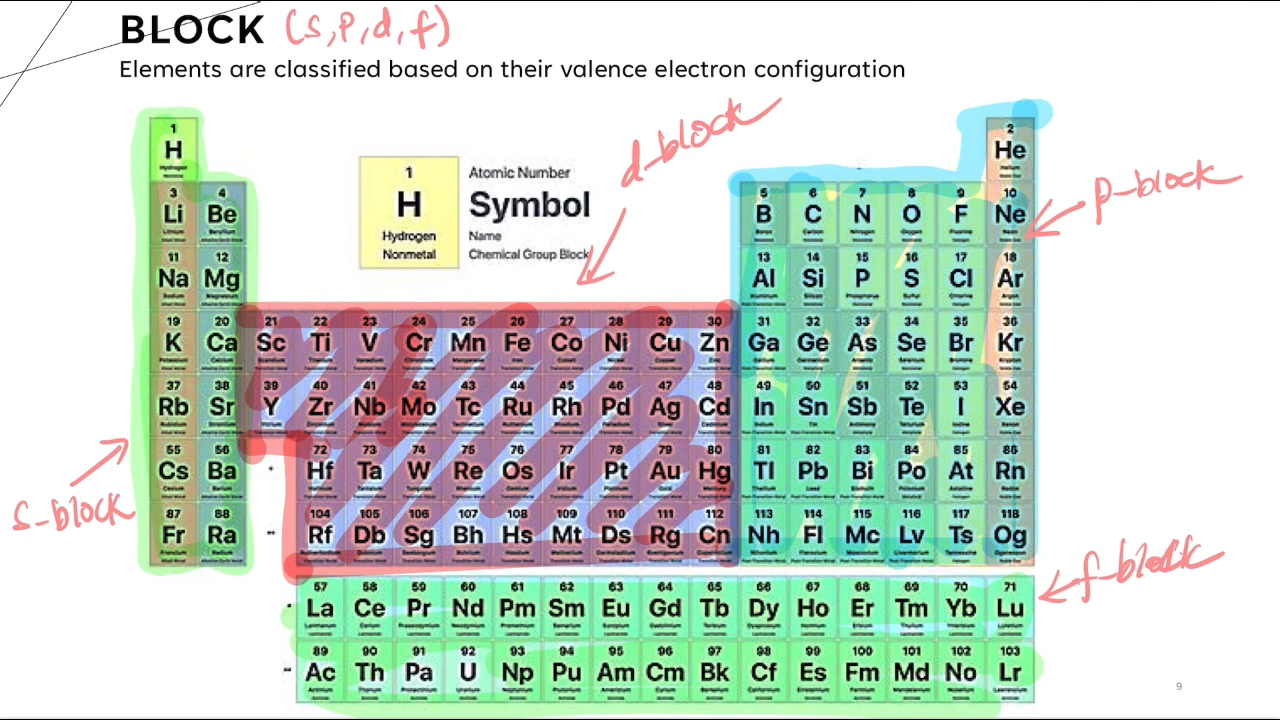 BLOCK (s,p,d,f)
Elements are classified based on their valence electron configuration
d-block
p-block
s-block
f-block
1
H
Hydrogen
Nonmetal
Atomic Number
Symbol
Name
Chemical Group Block
1 2
H He
Hydrogen Helium
3 4 5 6 7 8 9 10
Li Be B C N O F Ne
11 12 13 14 15 16 17 18
Na Mg Al Si P S Cl Ar
19 20 21 22 23 24 25 26 27 28 29 30 31 32 33 34 35 36
K Ca Sc Ti V Cr Mn Fe Co Ni Cu Zn Ga Ge As Se Br Kr
37 38 39 40 41 42 43 44 45 46 47 48 49 50 51 52 53 54
Rb Sr Y Zr Nb Mo Tc Ru Rh Pd Ag Cd In Sn Sb Te I Xe
55 56 * 72 73 74 75 76 77 78 79 80 81 82 83 84 85 86
Cs Ba Hf Ta W Re Os Ir Pt Au Hg Tl Pb Bi Po At Rn
87 88 ** 104 105 106 107 108 109 110 111 112 113 114 115 116 117 118
Fr Ra Rf Db Sg Bh Hs Mt Ds Rg Cn Nh Fl Mc Lv Ts Og
* 57 58 59 60 61 62 63 64 65 66 67 68 69 70 71
La Ce Pr Nd Pm Sm Eu Gd Tb Dy Ho Er Tm Yb Lu
** 89 90 91 92 93 94 95 96 97 98 99 100 101 102 103
Ac Th Pa U Np Pu Am Cm Bk Cf Es Fm Md No Lr
9